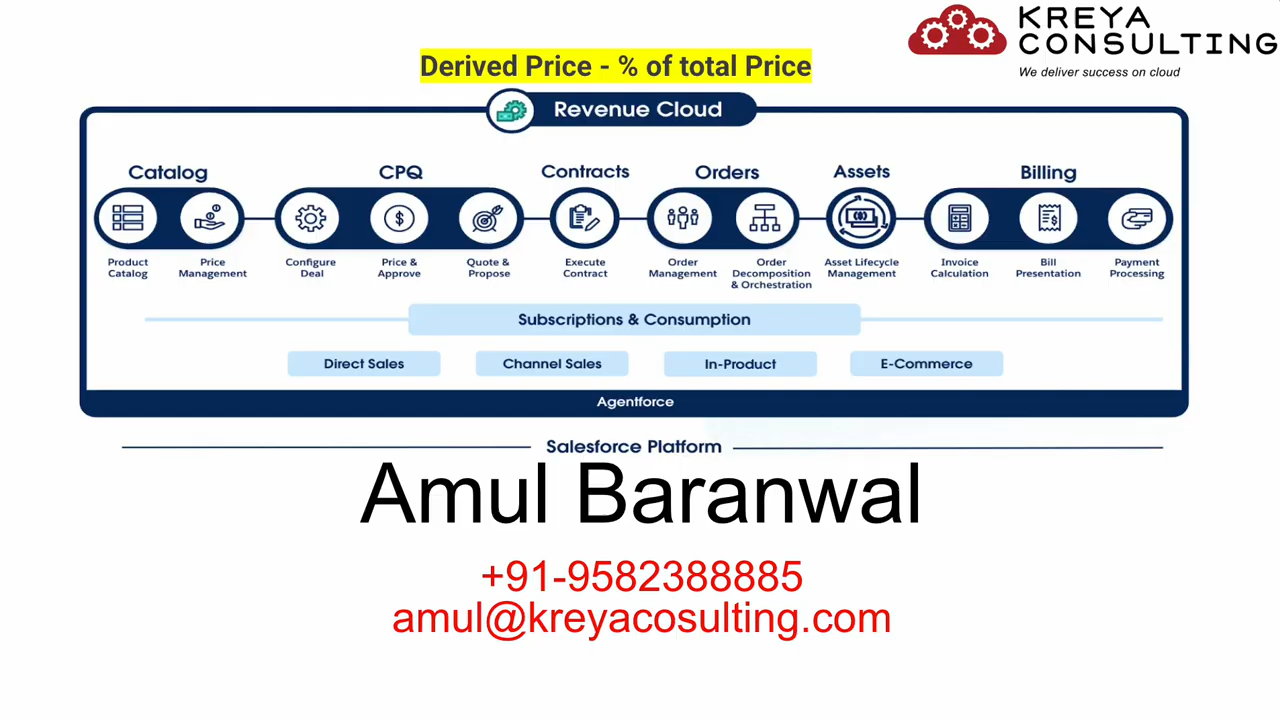 KREYA
CONSULTING
We deliver success on cloud
Derived Price - % of total Price
Revenue Cloud
Catalog
CPQ
Contracts
Orders
Assets
Billing
Product
Catalog
Price
Management
Configure
Deal
Price &
Approve
Quote &
Propose
Execute
Contract
Order
Management
Order
Decomposition
& Orchestration
Asset Lifecycle
Management
Invoice
Calculation
Bill
Presentation
Payment
Processing
Subscriptions & Consumption
Direct Sales
Channel Sales
In-Product
E-Commerce
Agentforce
Salesforce Platform
Amul Baranwal
+91-9582388885
amul@kreyacosulting.com